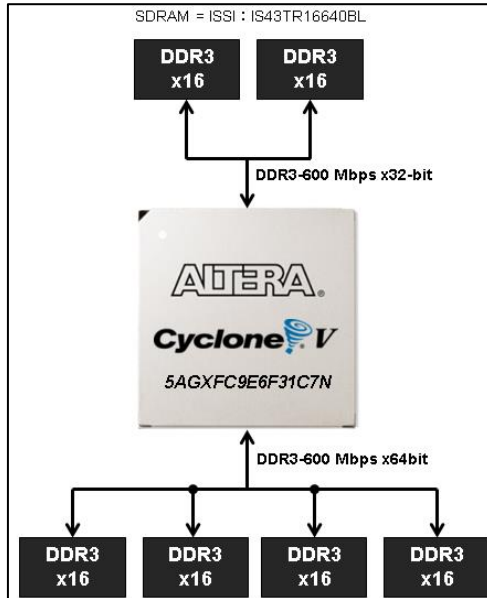 SDRAM = ISSI : IS43TR16640BL
DDR3 DDR3
x16 x16
DDR3-600 Mbps x32-bit
ALTERA®
Cyclone V
5AGXFC9E6F31C7N
DDR3-600 Mbps x64bit
DDR3 DDR3 DDR3 DDR3
x16 x16 x16 x16